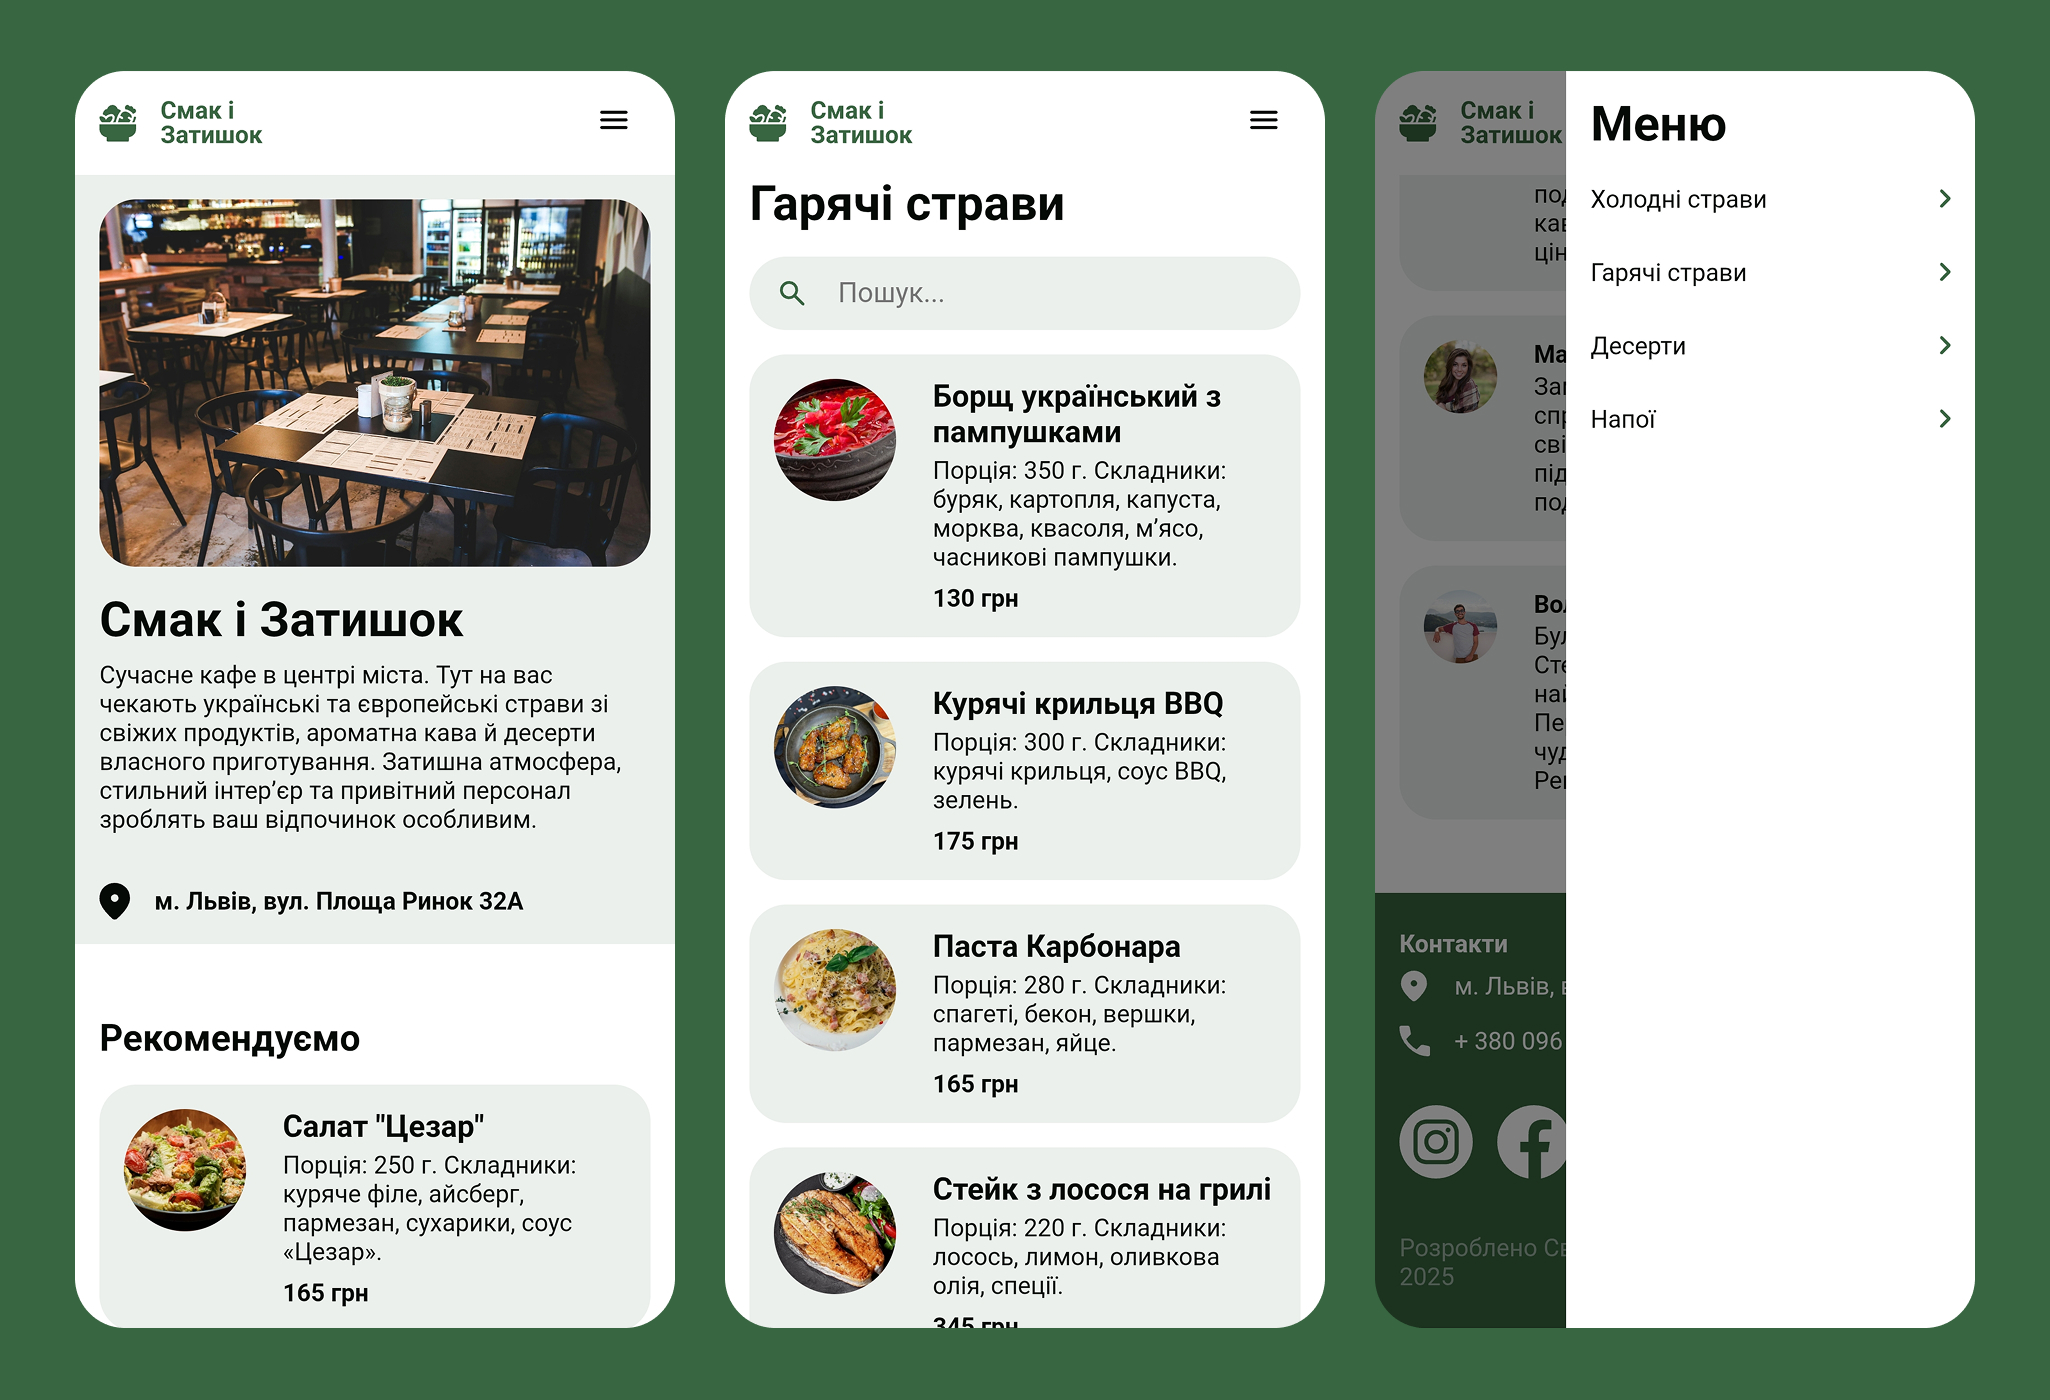 Смак і
Затишок
Смак і Затишок
Сучасне кафе в центрі міста. Тут на вас
чекають українські та європейські страви зі
свіжих продуктів, ароматна кава й десерти
власного приготування. Затишна атмосфера,
стильний інтер’єр та привітний персонал
зроблять ваш відпочинок особливим.
м. Львів, вул. Площа Ринок 32А
Рекомендуємо
Салат "Цезар"
Порція: 250 г. Складники:
куряче філе, айсберг,
пармезан, сухарики, соус
«Цезар».
165 грн
Смак і
Затишок
Гарячі страви
Пошук...
Борщ український з
пампушками
Порція: 350 г. Складники:
буряк, картопля, капуста,
морква, квасоля, м’ясо,
часникові пампушки.
130 грн
Курячі крильця BBQ
Порція: 300 г. Складники:
курячі крильця, соус BBQ,
зелень.
175 грн
Паста Карбонара
Порція: 280 г. Складники:
спагеті, бекон, вершки,
пармезан, яйце.
165 грн
Стейк з лосося на грилі
Порція: 220 г. Складники:
лосось, лимон, оливкова
олія, спеції.
345 грн
Смак і
Затишок
Контакти
м. Львів,
+ 380 096
Розроблено
2025
Меню
Холодні страви
Гарячі страви
Десерти
Напої